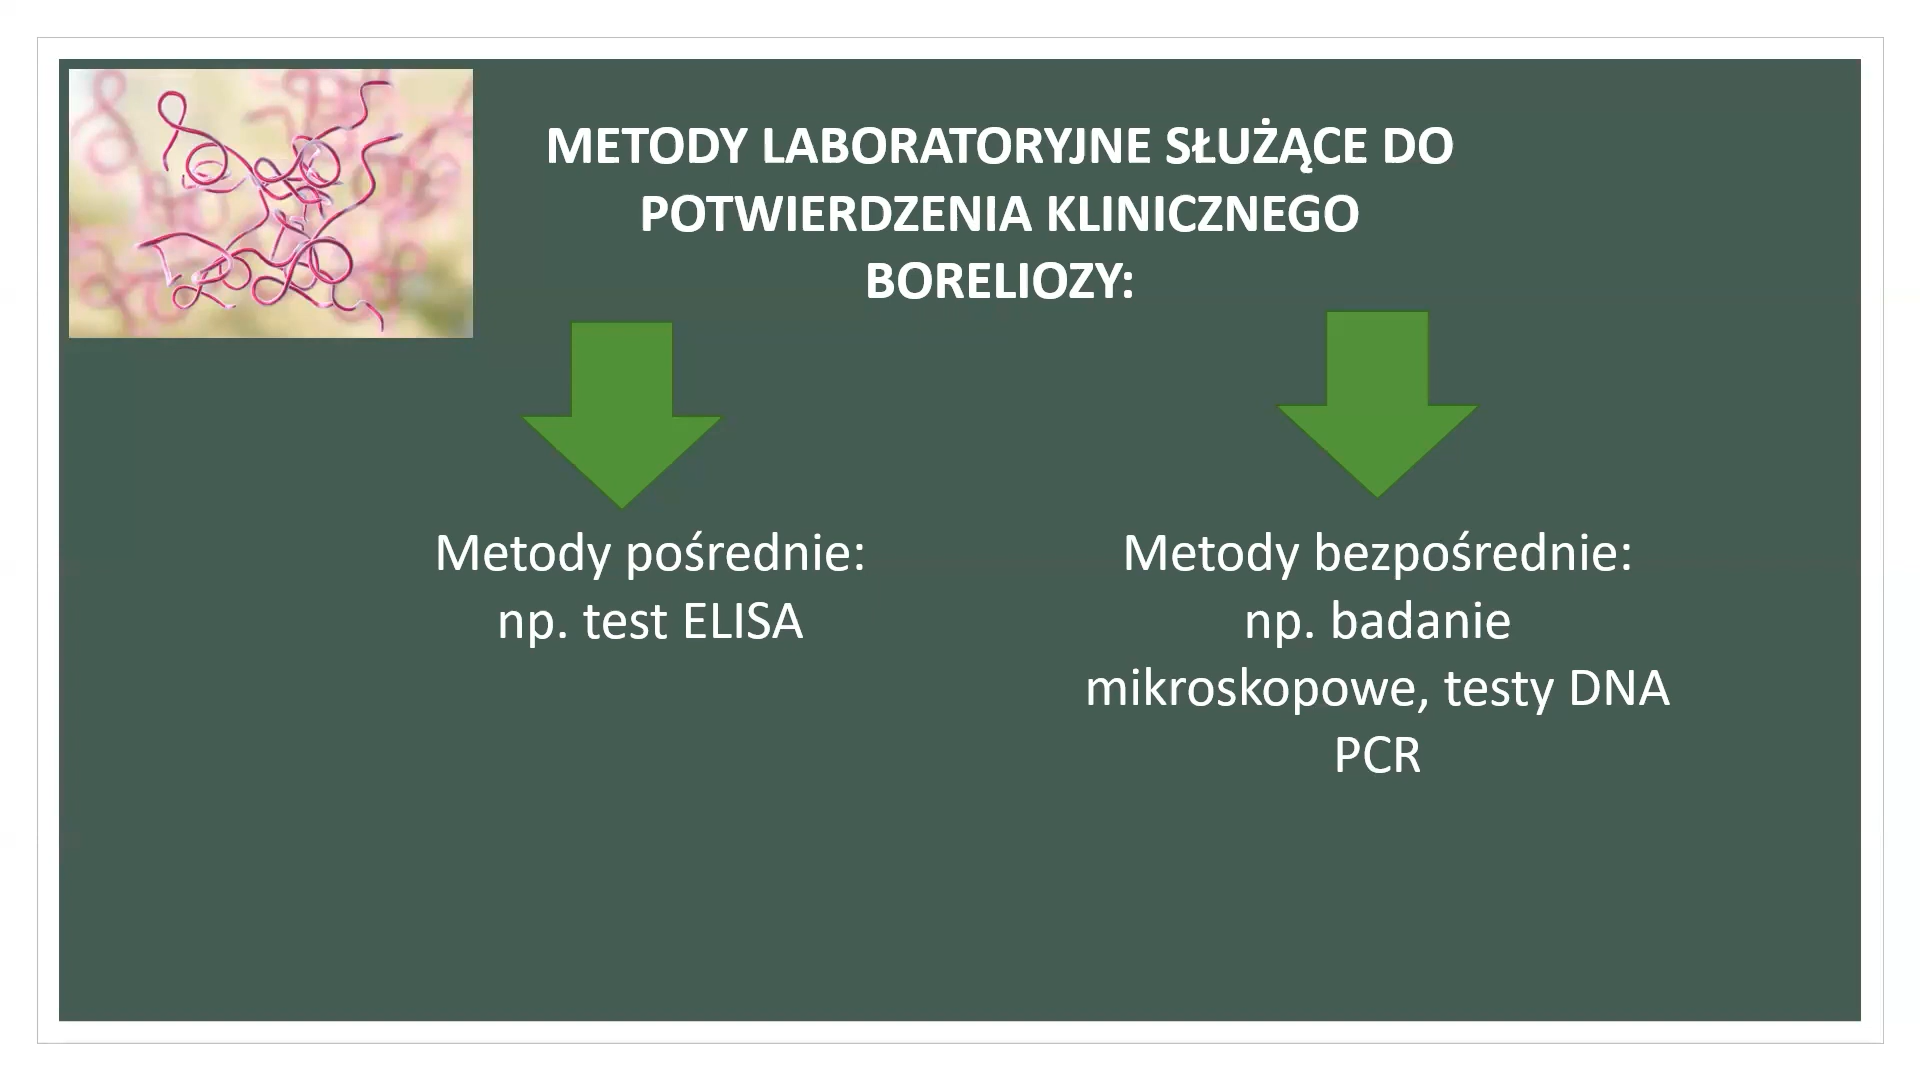 METODY LABORATORYJNE SŁUŻĄCE DO
POTWIERDZENIA KLINICZNEGO
BORELIOZY:
Metody pośrednie:
np. test ELISA
Metody bezpośrednie:
np. badanie
mikroskopowe, testy DNA
PCR